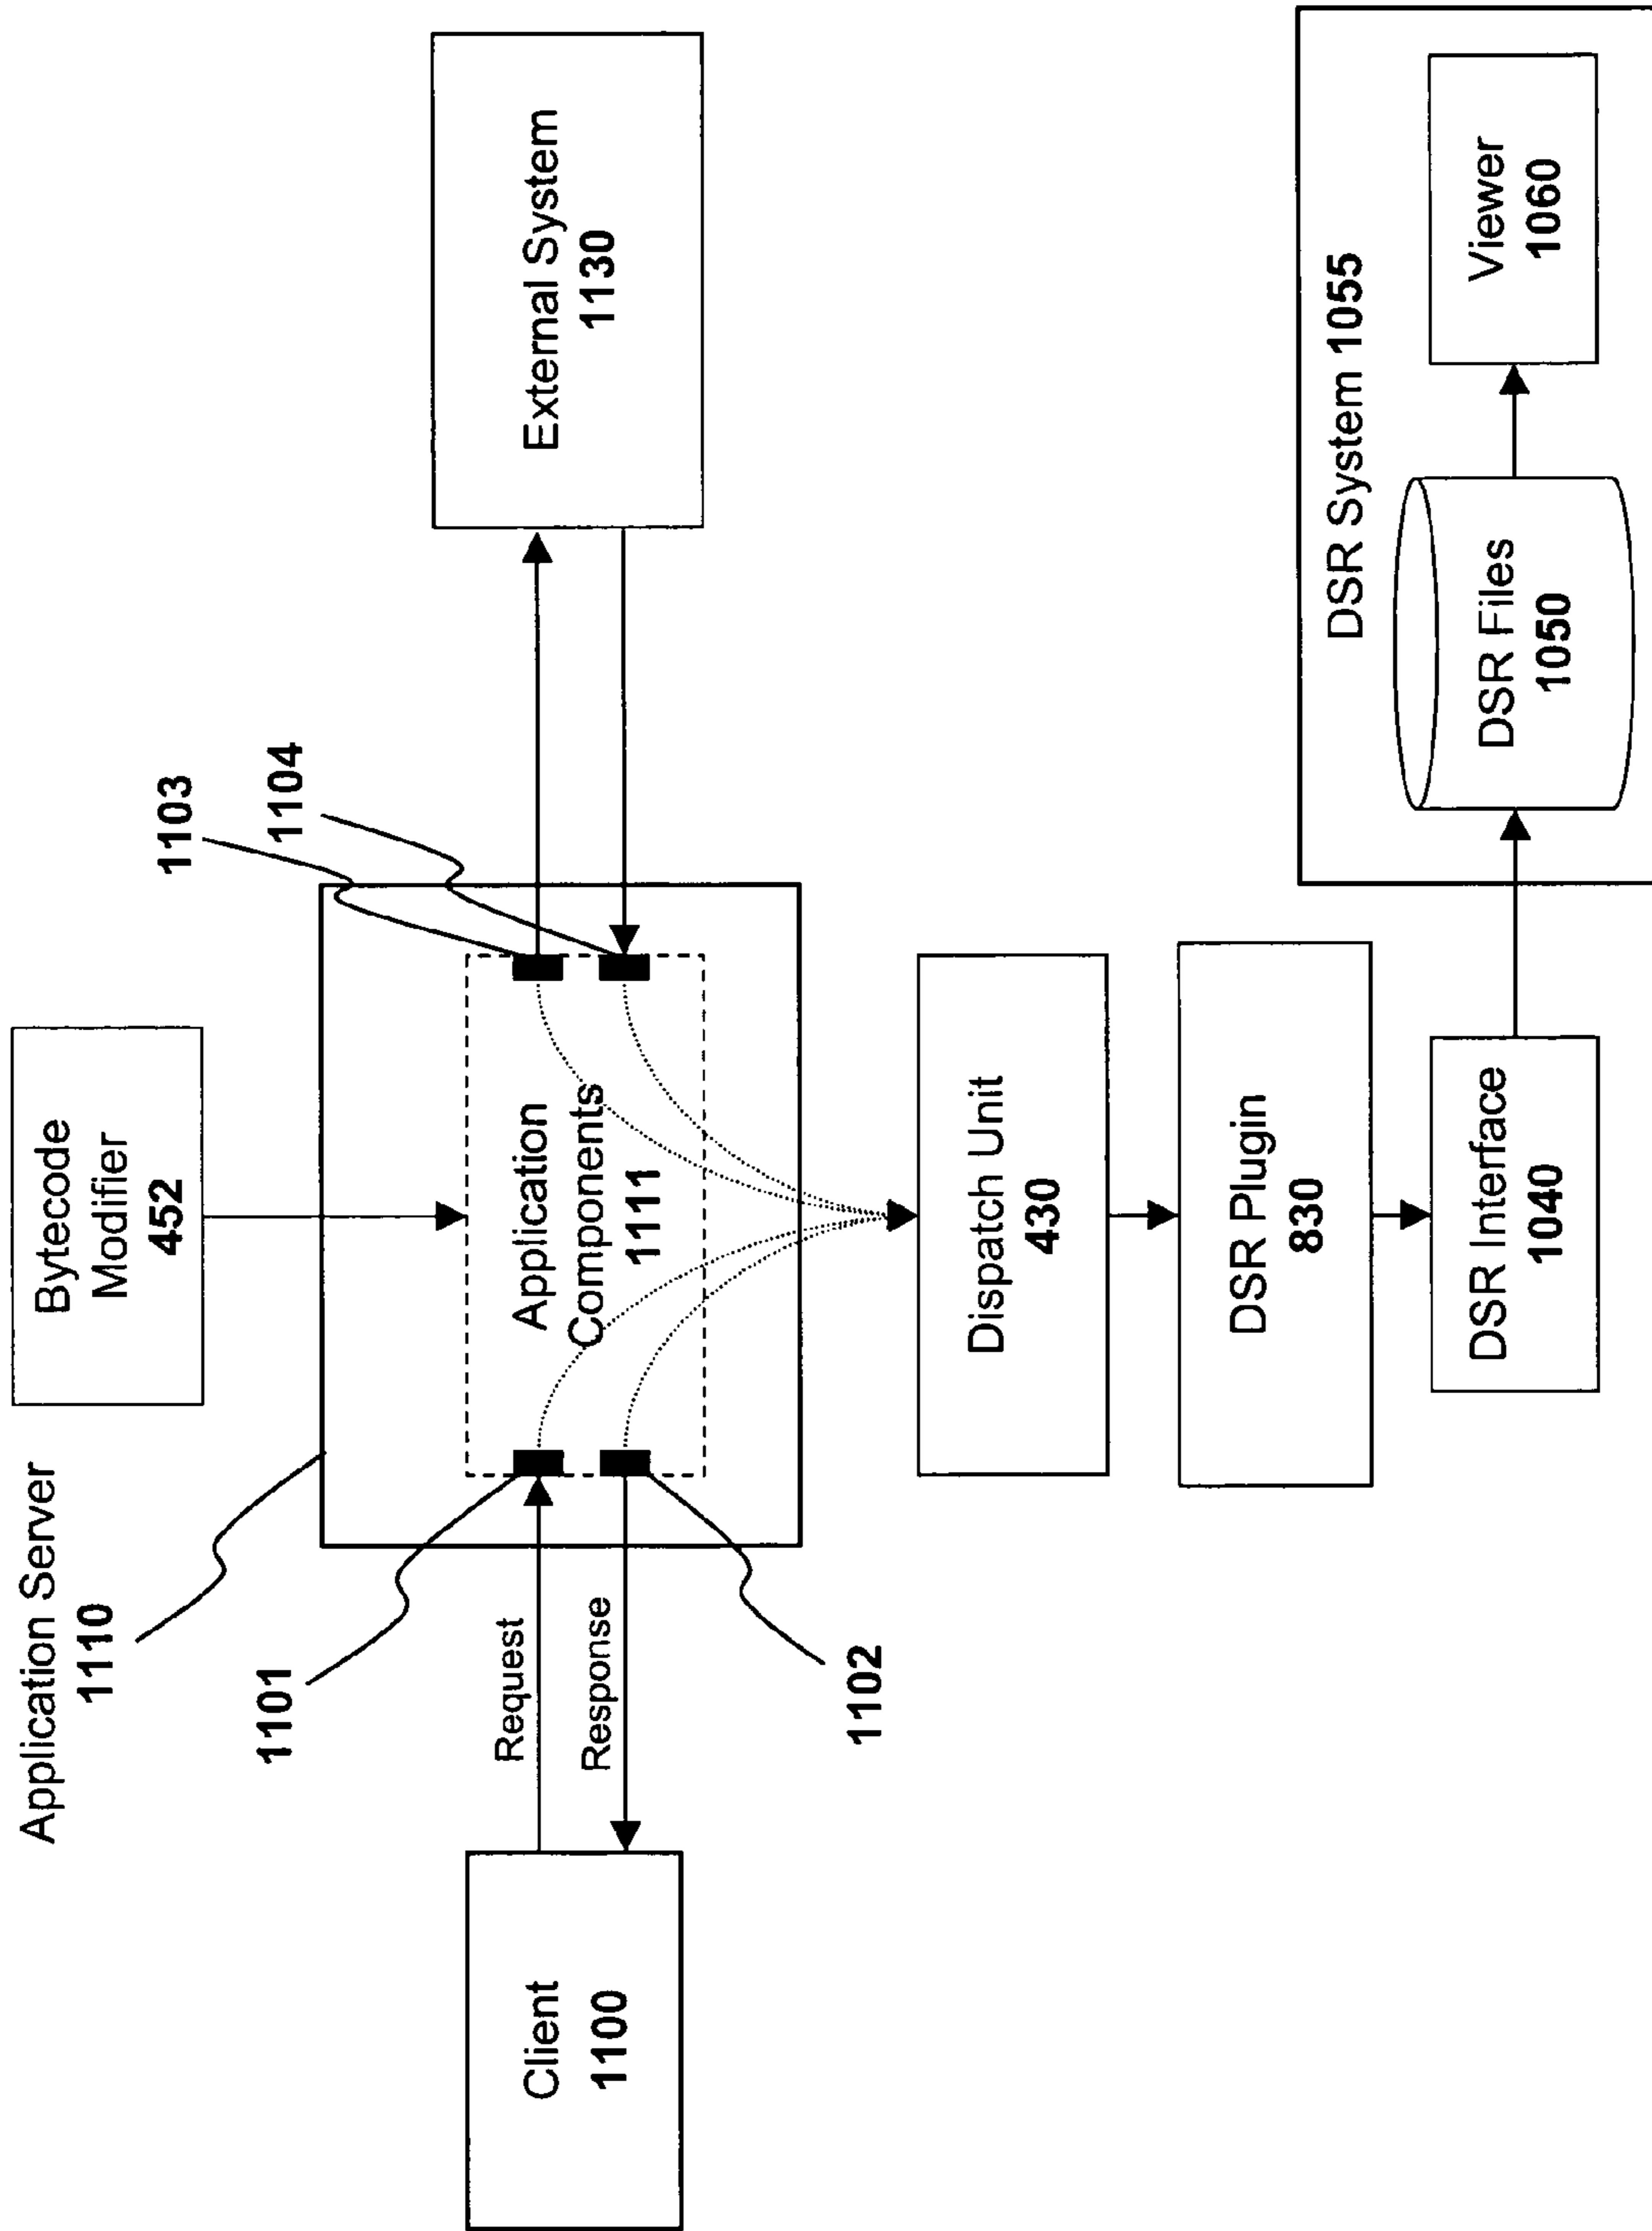 Application Server
1110
Bytecode
Modifier
452
1103
1104
1101
Request
Response
1102
Client
1100
Application
Components
1111
External System
1130
Dispatch Unit
430
DSR Plugin
830
DSR Interface
1040
DSR System 1055
DSR Files
1050
Viewer
1060